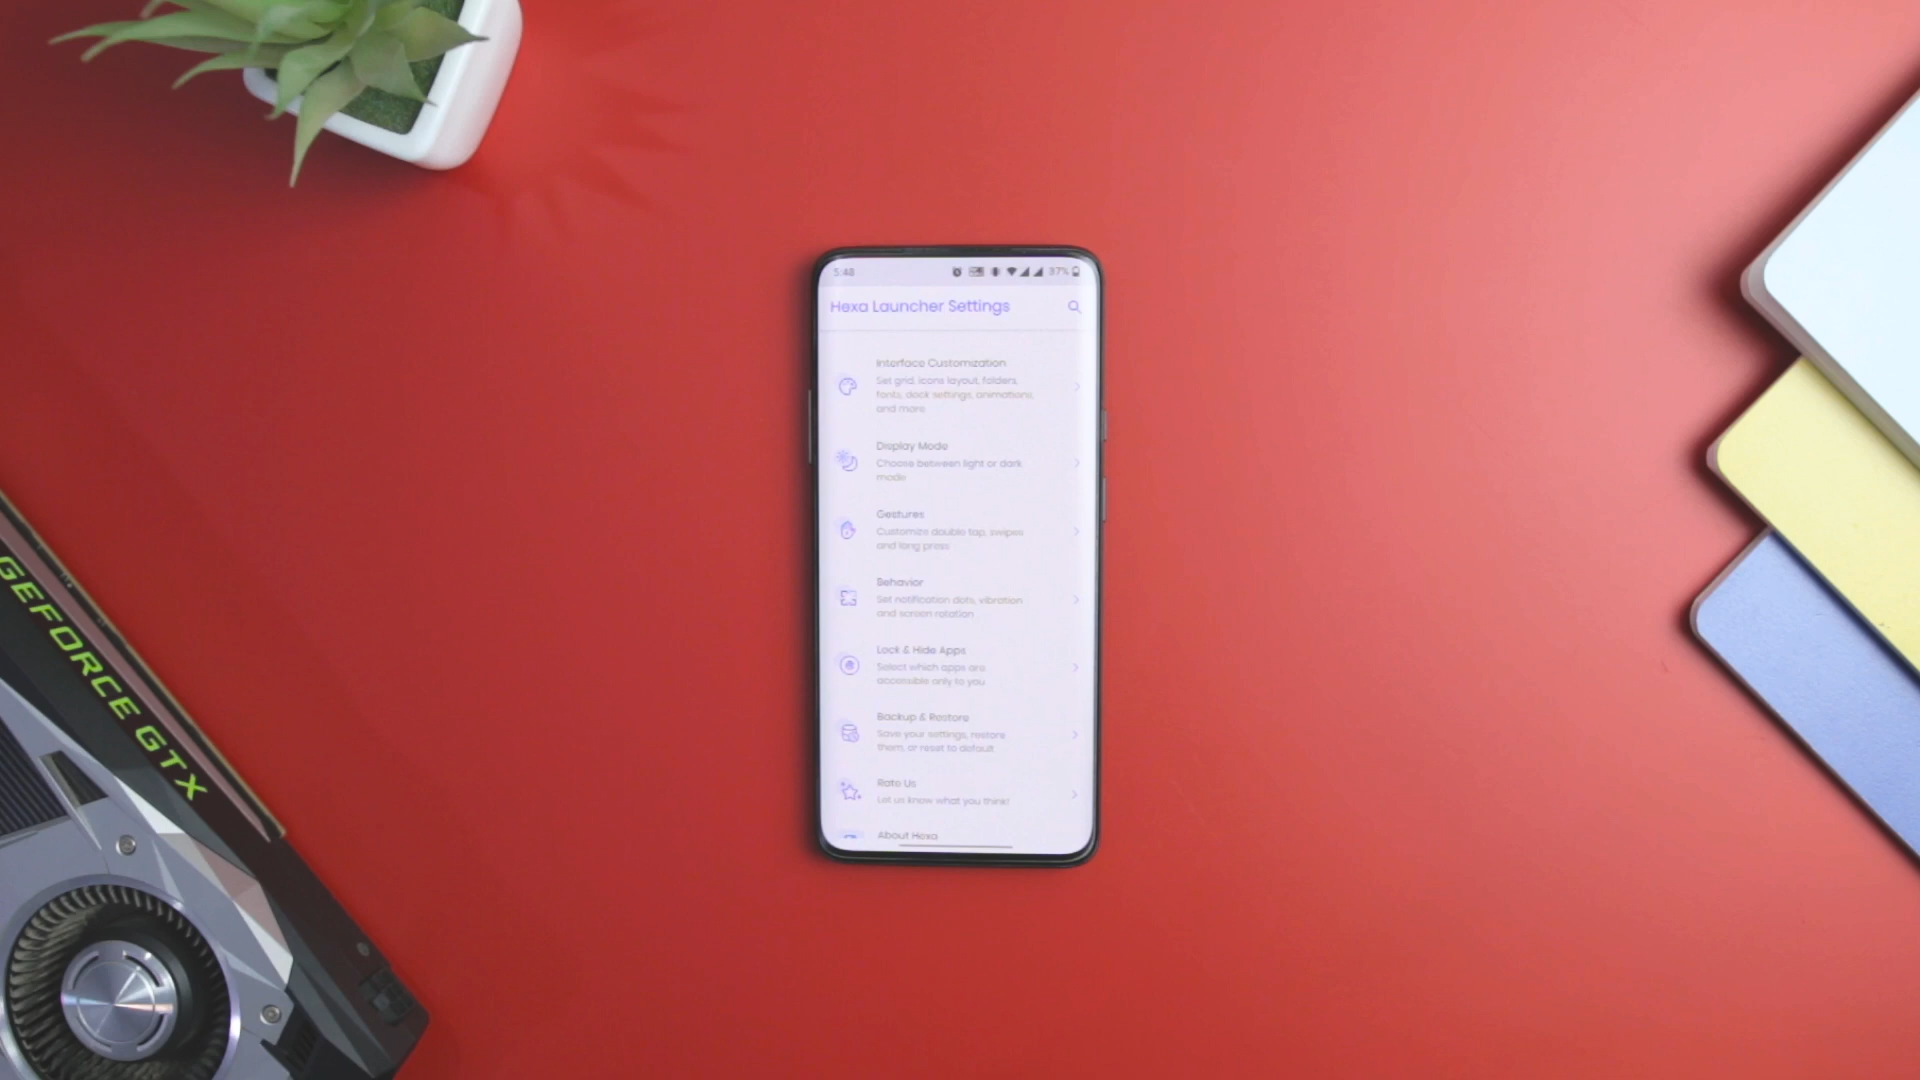 5:48
37%
Hexa Launcher Settings
Interface Customization
Set grid, icons layout, folders,
fonts, dock settings, animations,
and more
Display Mode
Choose between light or dark
mode
Gestures
Customize double tap, swipes
and long press
Behavior
Set notification dots, vibration
and screen rotation
Lock & Hide Apps
Select which apps are
accessible only to you
Backup & Restore
Save your settings, restore
them, or reset to default
Rate Us
Let us know what you think!
About Hexa
GEFORCE GTX